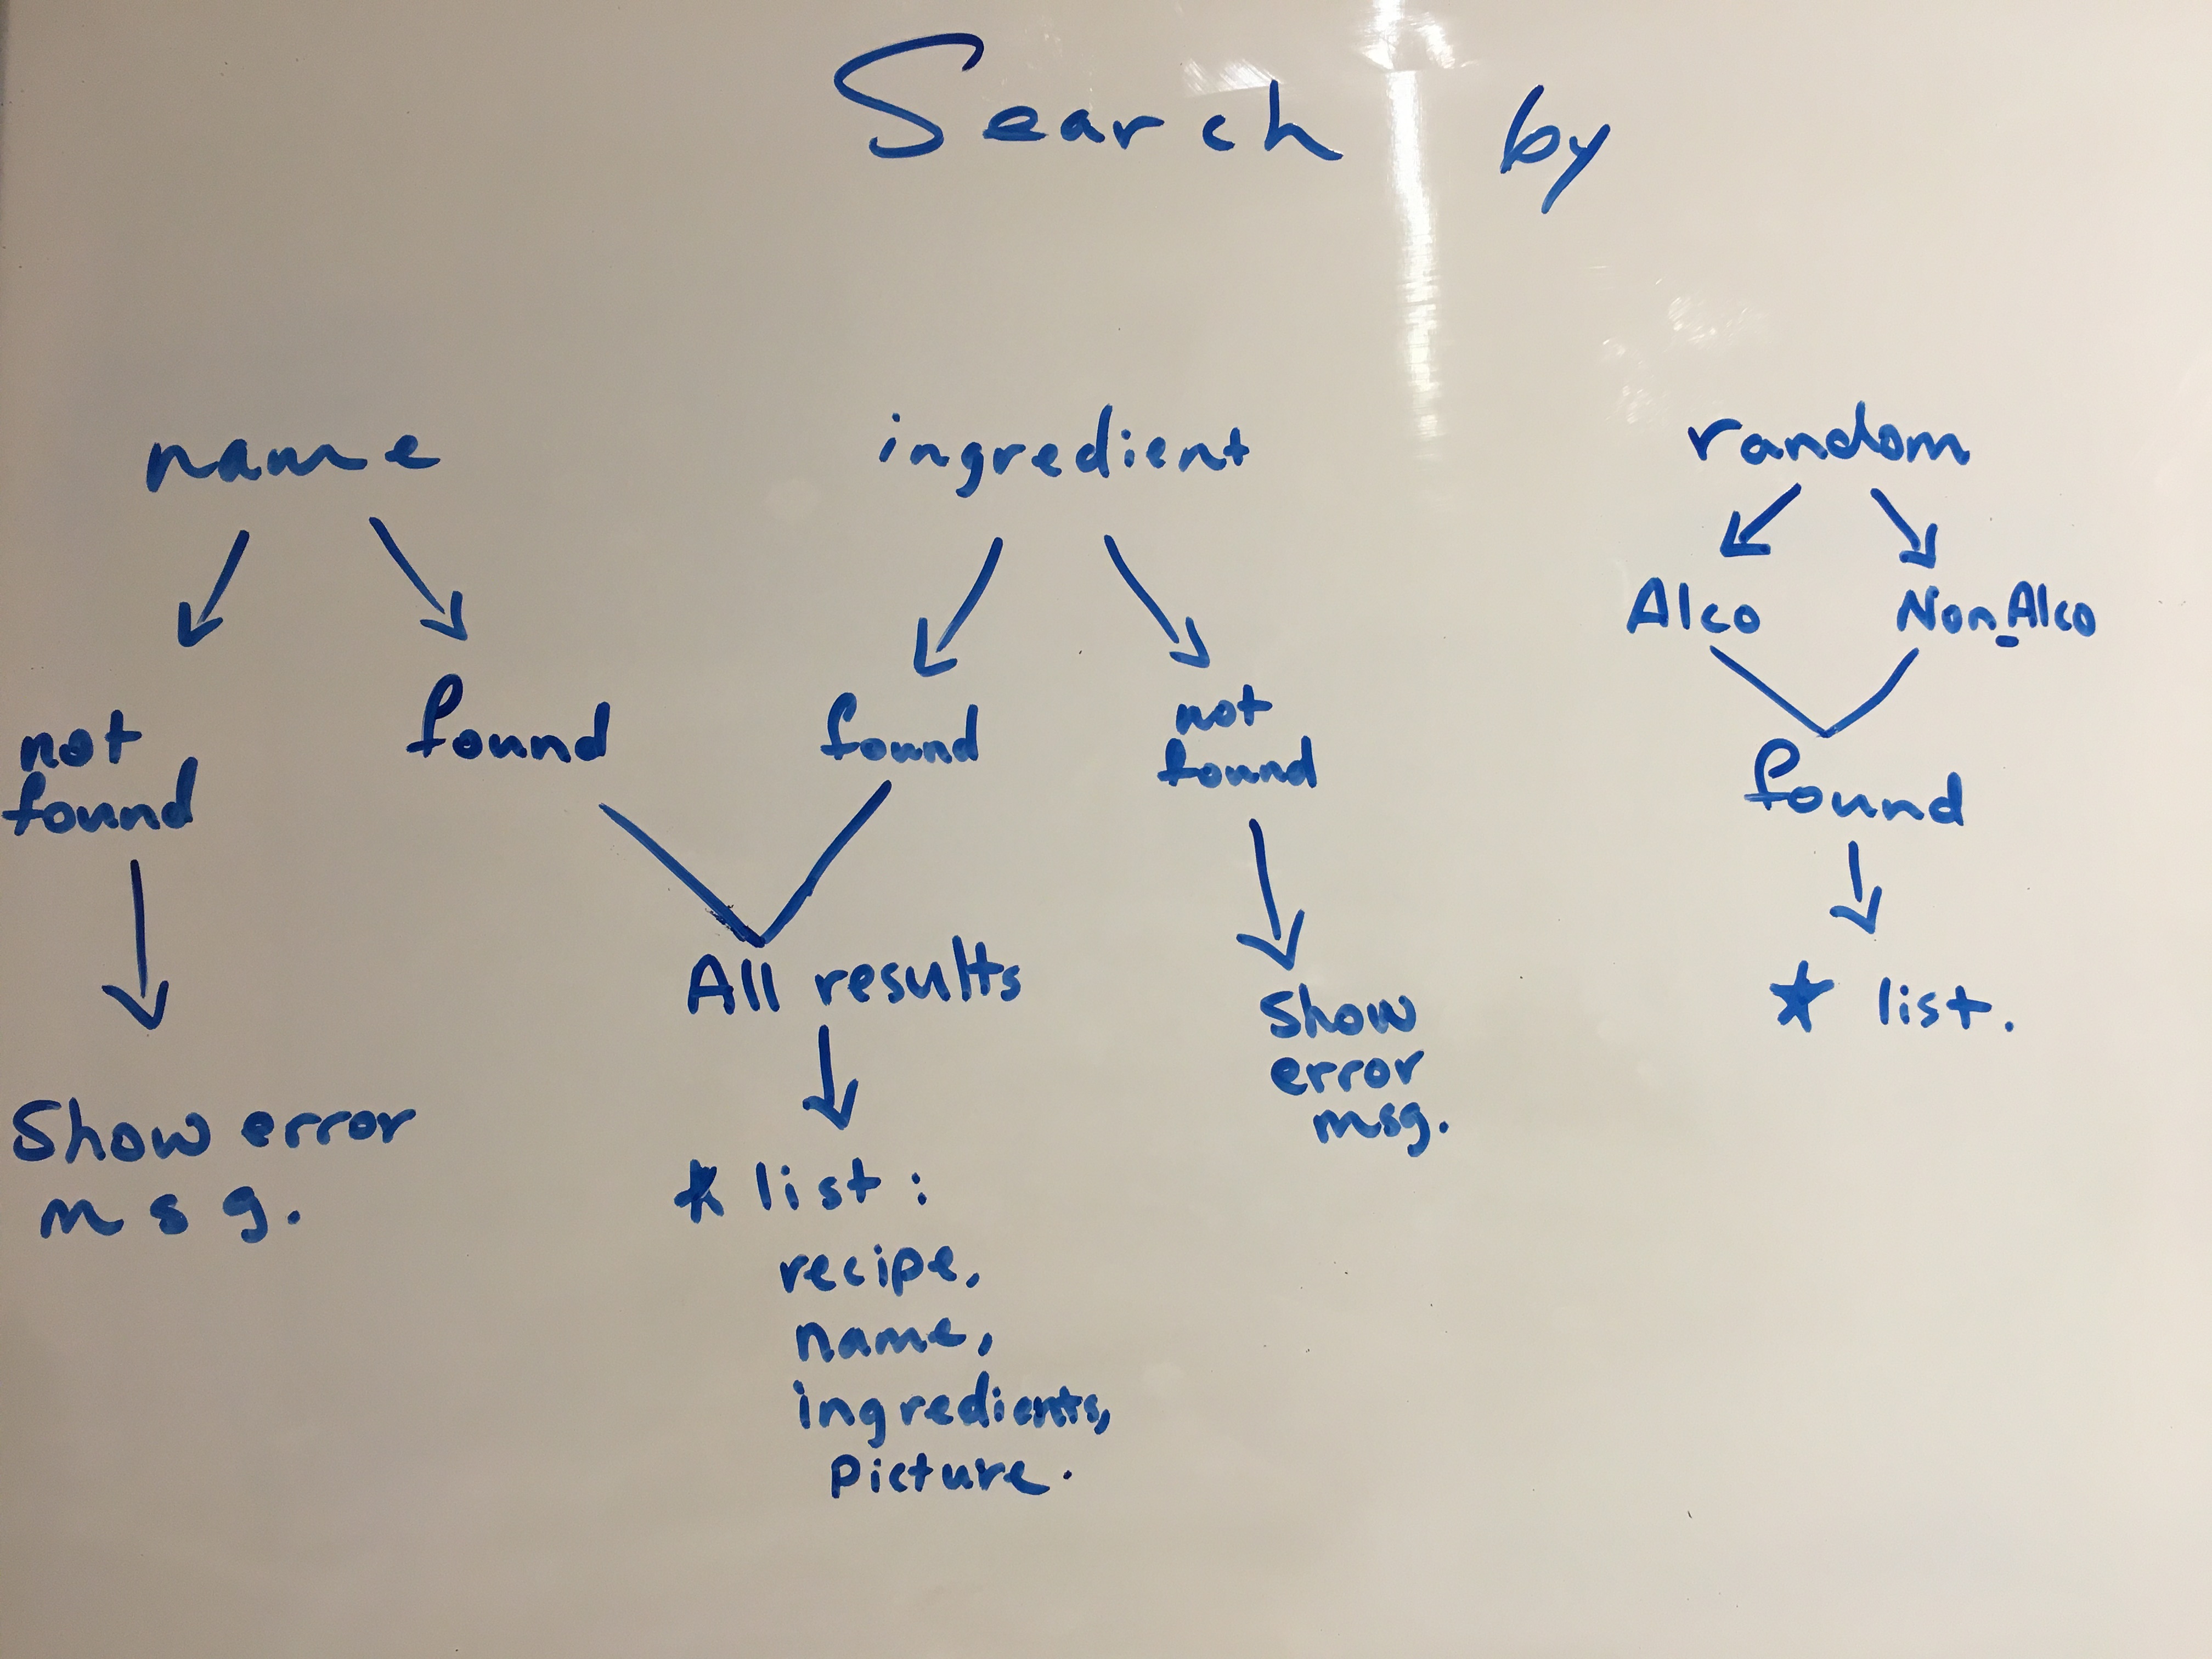 Search by
name
ingredient
random
Alco
Non_Alco
not
found
found
found
not
found
found
All results
Show error
msg.
Show
error
msg.
* list.
* list:
recipe,
name,
ingredients,
picture.